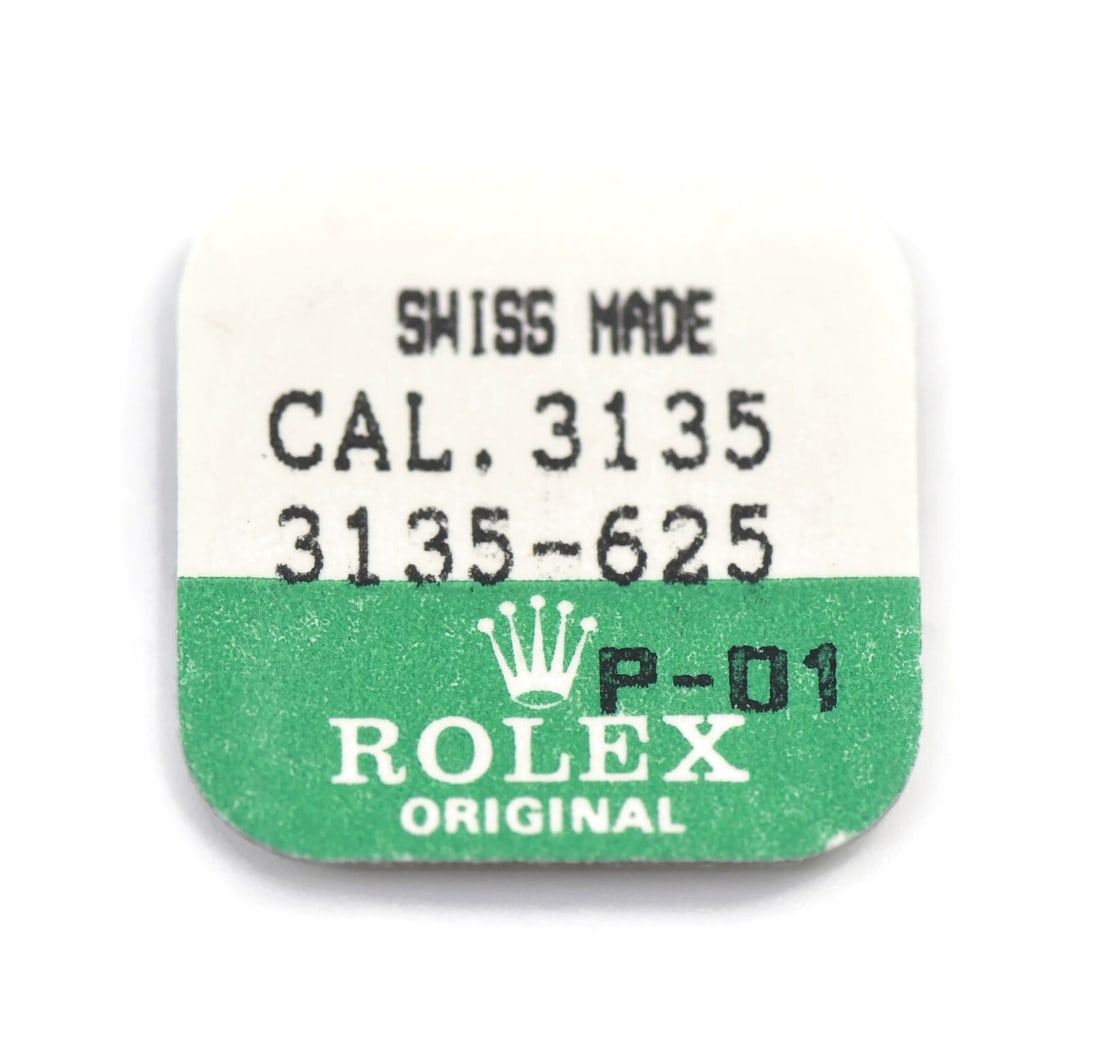 SWISS MADE
CAL. 3135
3135-625
P-01
ROLEX
ORIGINAL